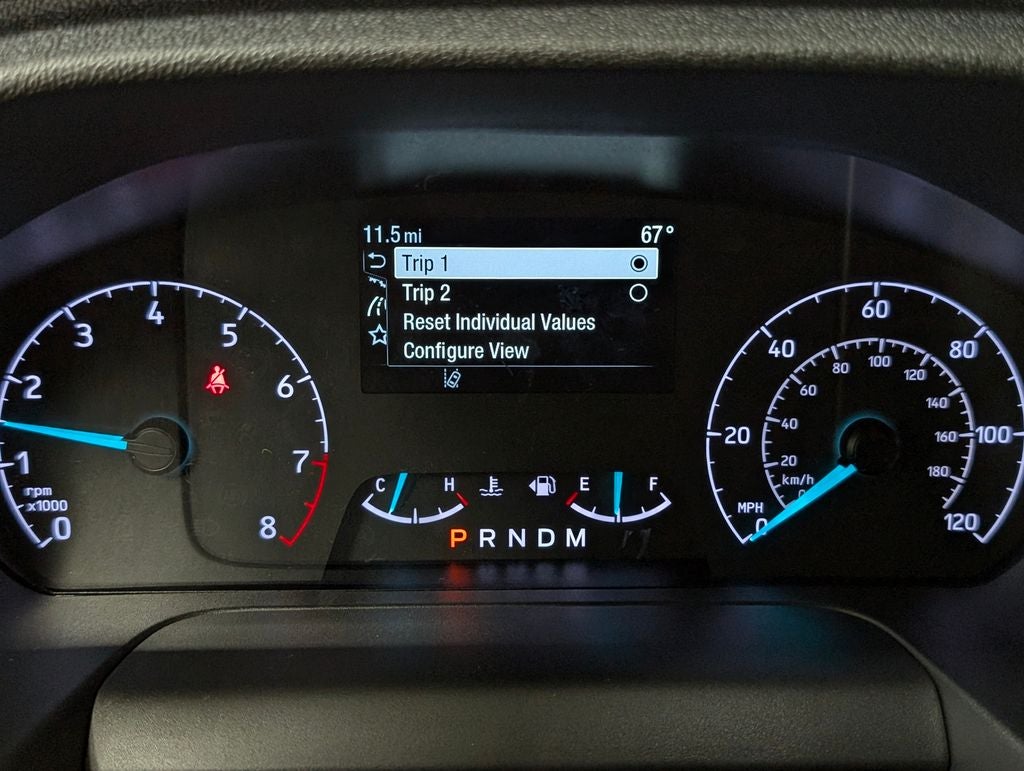 11.5 mi 67°
Trip 1
Trip 2
Reset Individual Values
Configure View
0
1
2
3
4
5
6
7
8
rpm
x1000
C H
E F
P R N D M
0
20
40
60
80
100
120
MPH
20
40
60
80
100
120
140
160
180
km/h